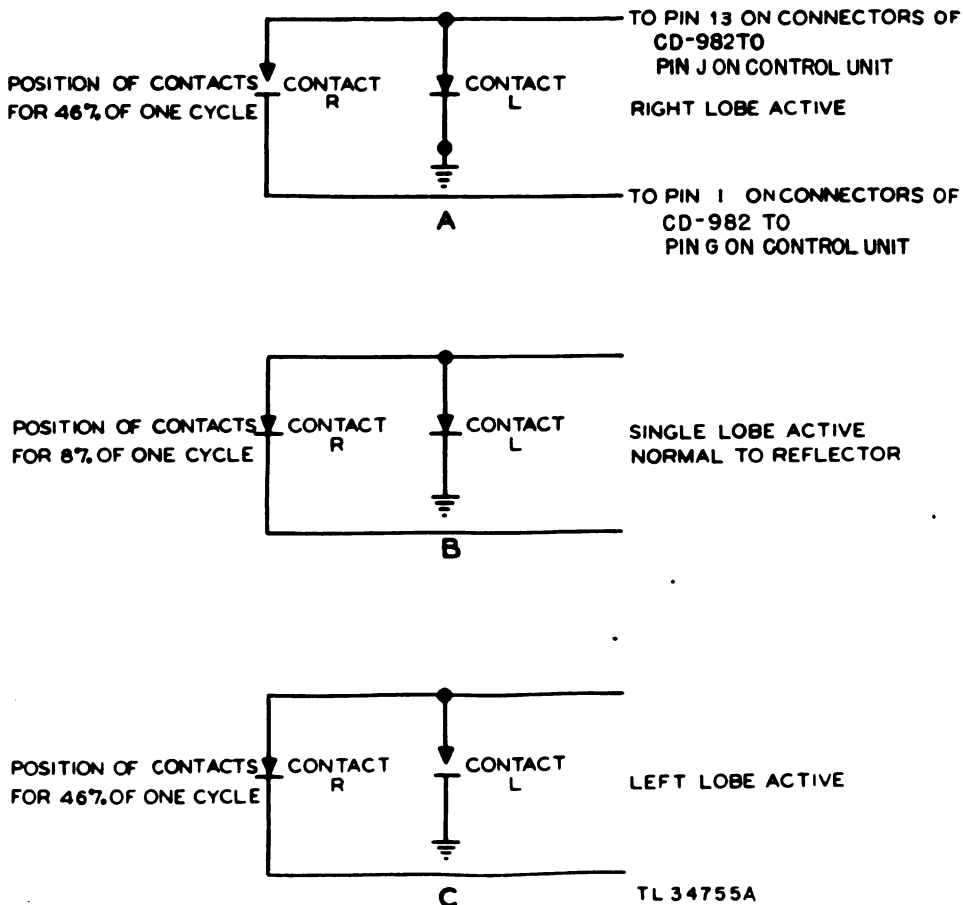 TO PIN 13 ON CONNECTORS OF
CD-982TO
PIN J ON CONTROL UNIT
POSITION OF CONTACTS
FOR 46% OF ONE CYCLE
CONTACT
R
CONTACT
L
RIGHT LOBE ACTIVE
TO PIN 1 ON CONNECTORS OF
CD-982 TO
PIN G ON CONTROL UNIT
A
POSITION OF CONTACTS
FOR 8% OF ONE CYCLE
CONTACT
R
CONTACT
L
SINGLE LOBE ACTIVE
NORMAL TO REFLECTOR
B
POSITION OF CONTACTS
FOR 46% OF ONE CYCLE
CONTACT
R
CONTACT
L
LEFT LOBE ACTIVE
C
TL 34755A